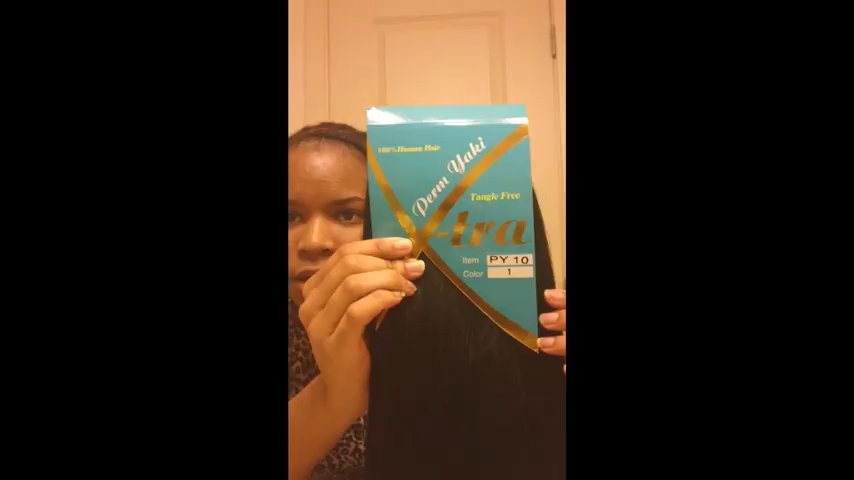 100% Human Hair
Perm Yaki
Tangle Free
X-tra
Item PY 10
Color 1